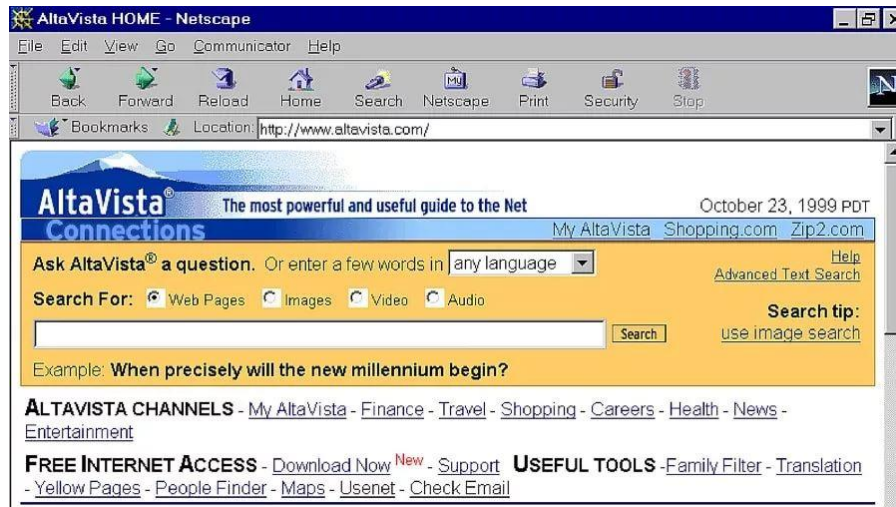 AltaVista HOME - Netscape
File Edit View Go Communicator Help
Back Forward Reload Home Search Netscape Print Security Stop
My
N
Bookmarks Location: http://www.altavista.com/
AltaVista® The most powerful and useful guide to the Net October 23, 1999 PDT
Connections My AltaVista Shopping.com Zip2.com
Ask AltaVista® a question. Or enter a few words in any language Help
Advanced Text Search
Search For: Web Pages Images Video Audio
Search tip:
Search use image search
Example: When precisely will the new millennium begin?
ALTAVISTA CHANNELS - My AltaVista - Finance - Travel - Shopping - Careers - Health - News -
Entertainment
FREE INTERNET ACCESS - Download Now New - Support USEFUL TOOLS -Family Filter - Translation
- Yellow Pages - People Finder - Maps - Usenet - Check Email